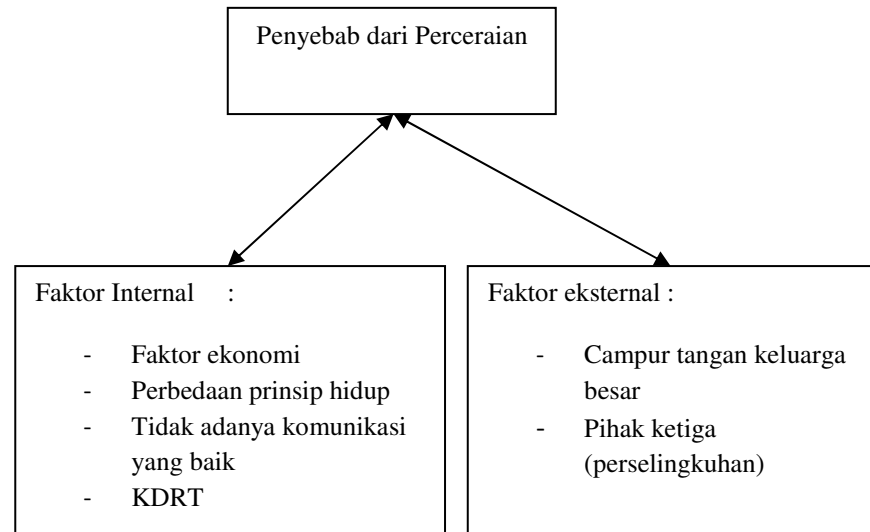 Penyebab dari Perceraian
Faktor Internal :
- Faktor ekonomi
- Perbedaan prinsip hidup
- Tidak adanya komunikasi
yang baik
- KDRT
Faktor eksternal :
- Campur tangan keluarga
besar
- Pihak ketiga
(perselingkuhan)